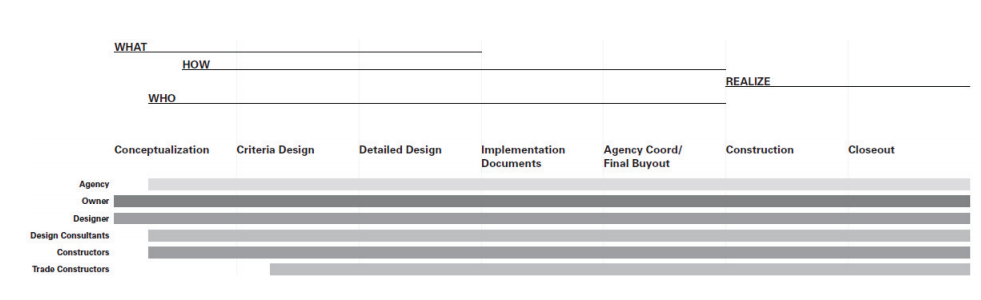 WHAT
HOW
REALIZE
WHO
Conceptualization
Criteria Design
Detailed Design
Implementation
Documents
Agency Coord/
Final Buyout
Construction
Closeout
Agency
Owner
Designer
Design Consultants
Constructors
Trade Constructors